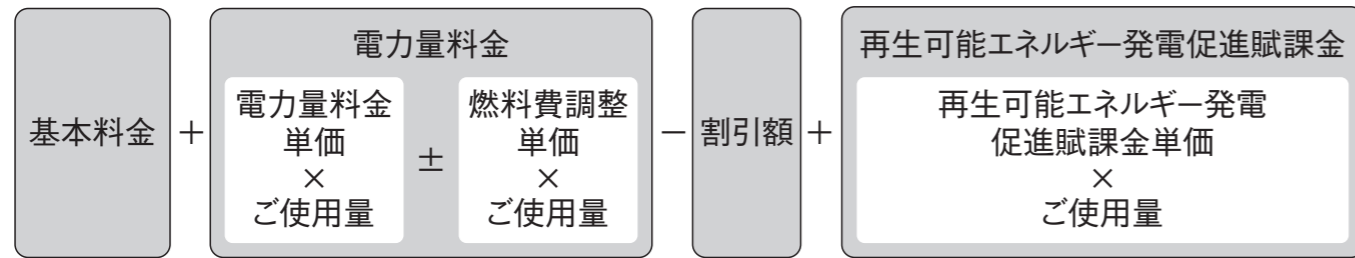 基本料金
+
電力量料金
電力量料金
単価
×
ご使用量
±
燃料費調整
単価
×
ご使用量
−
割引額
+
再生可能エネルギー発電促進賦課金
再生可能エネルギー発電
促進賦課金単価
×
ご使用量